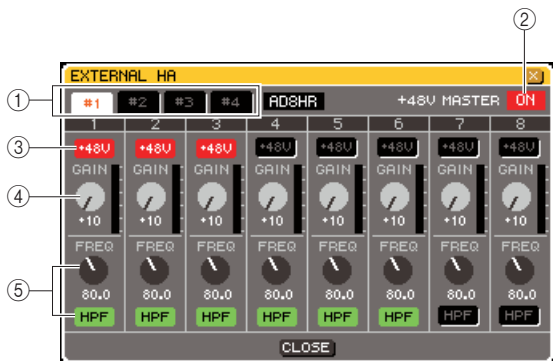 ②
EXTERNAL HA
① #1 #2 #3 #4 AD8HR +48V MASTER ON
1 2 3 4 5 6 7 8
③ +48V +48V +48V +48V +48V +48V +48V +48V
GAIN GAIN GAIN GAIN GAIN GAIN GAIN GAIN
④
+10 +10 +10 +10 +10 +10 +10 +10
FREQ FREQ FREQ FREQ FREQ FREQ FREQ FREQ
⑤
80.0 80.0 80.0 80.0 80.0 80.0 80.0 80.0
HPF HPF HPF HPF HPF HPF HPF HPF
CLOSE